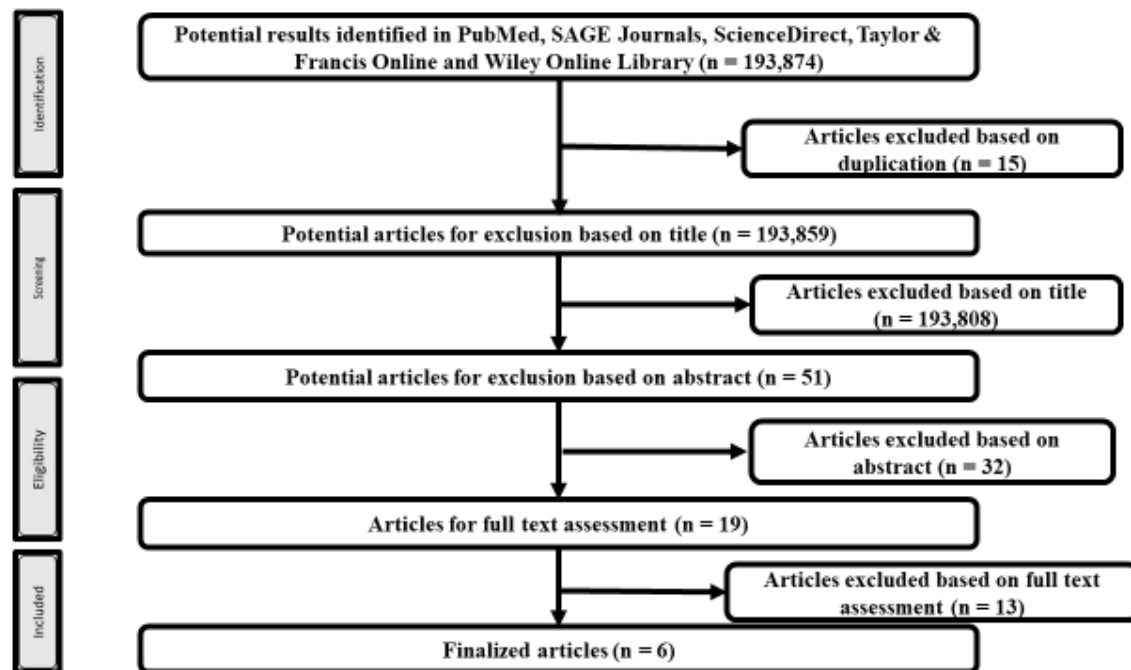 Identification
Potential results identified in PubMed, SAGE Journals, ScienceDirect, Taylor &
Francis Online and Wiley Online Library (n = 193,874)
Articles excluded based on
duplication (n = 15)
Screening
Potential articles for exclusion based on title (n = 193,859)
Articles excluded based on title
(n = 193,808)
Eligibility
Potential articles for exclusion based on abstract (n = 51)
Articles excluded based on
abstract (n = 32)
Articles for full text assessment (n = 19)
Included
Articles excluded based on full text
assessment (n = 13)
Finalized articles (n = 6)